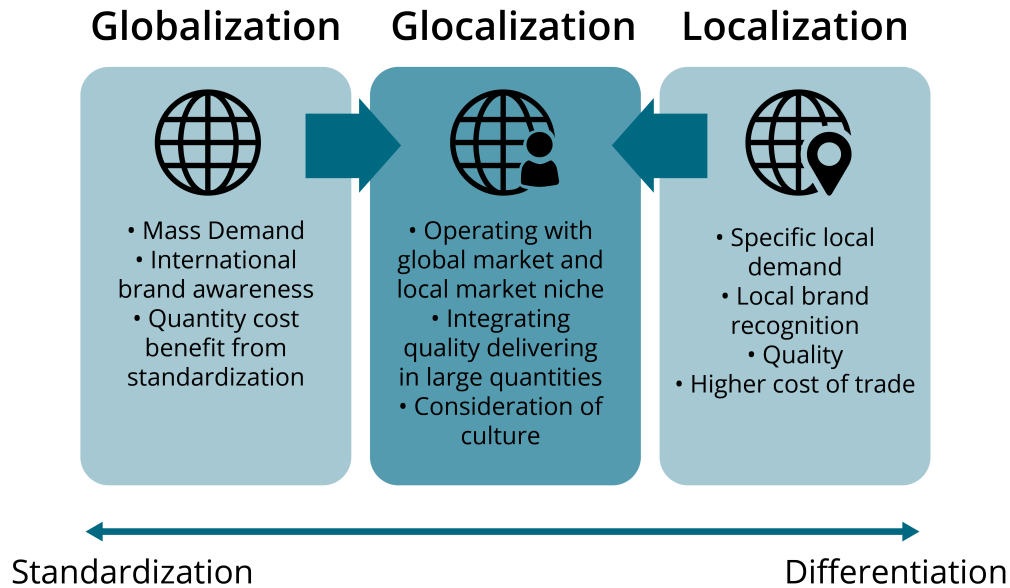 Globalization
Glocalization
Localization
• Mass Demand
• International
brand awareness
• Quantity cost
benefit from
standardization
• Operating with
global market and
local market niche
• Integrating
quality delivering
in large quantities
• Consideration of
culture
• Specific local
demand
• Local brand
recognition
• Quality
• Higher cost of trade
Standardization
Differentiation